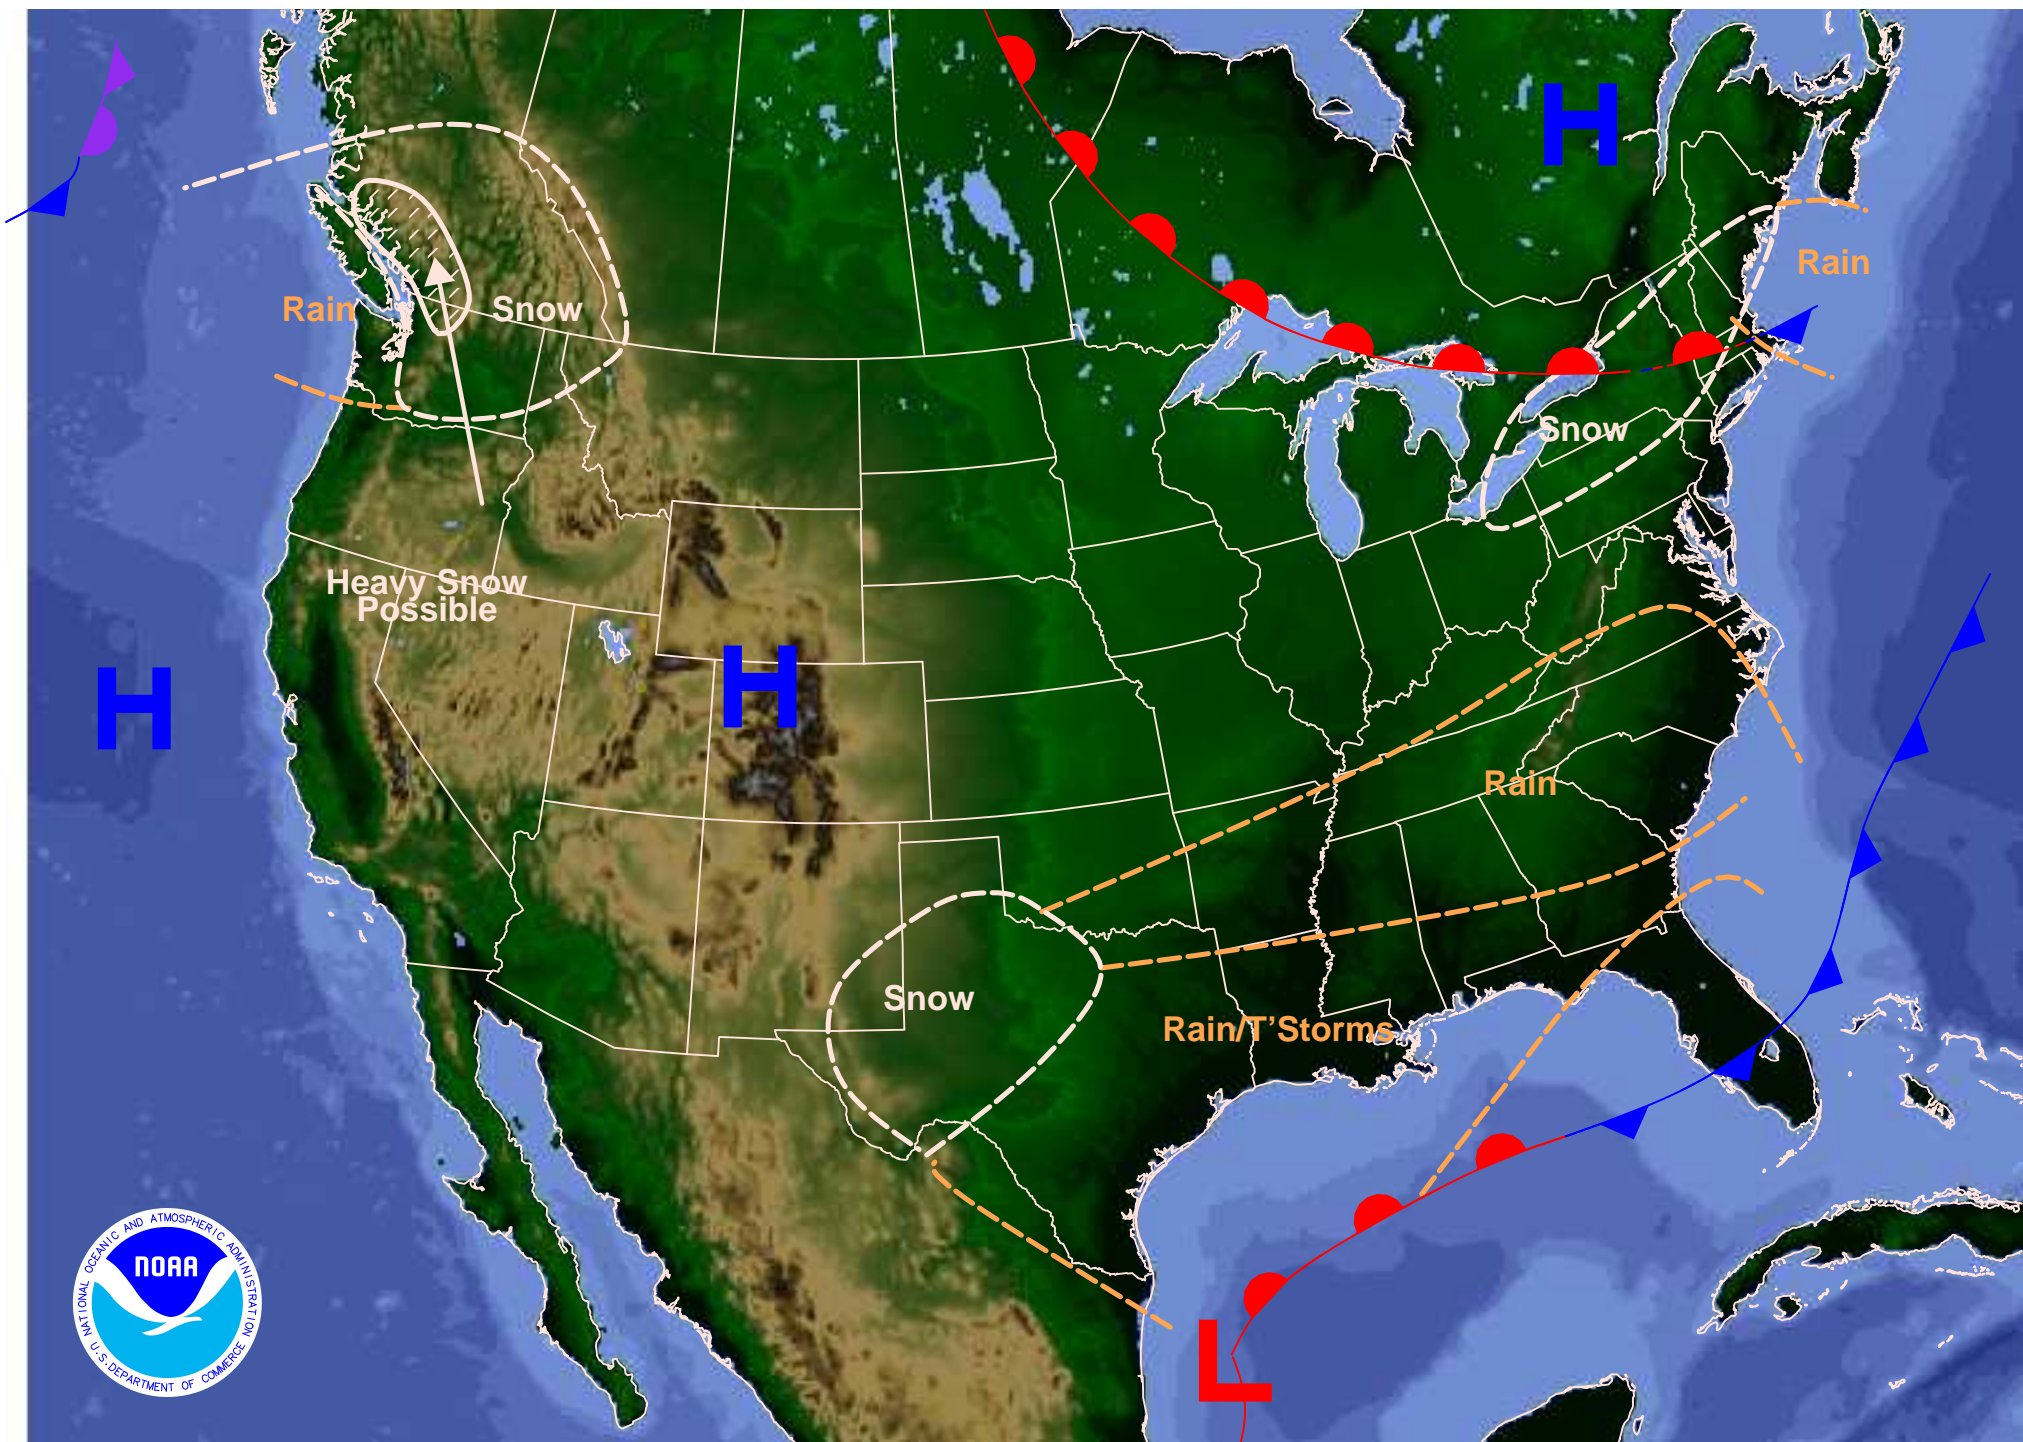 H
Rain
Rain
Snow
Snow
Heavy Snow
Possible
H
H
Rain
Snow
Rain/T'Storms
L
NOAA
NATIONAL OCEANIC AND ATMOSPHERIC ADMINISTRATION
U.S. DEPARTMENT OF COMMERCE